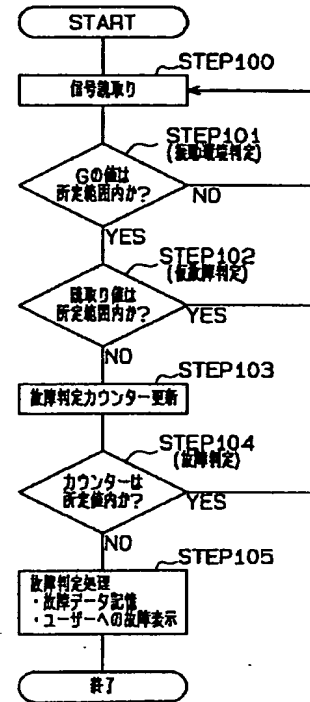 START
STEP100
信号読取り
STEP101
(振動環境判定)
Gの値は
所定範囲内か?
NO
YES
STEP102
(仮故障判定)
読取り値は
所定範囲内か?
YES
NO
STEP103
故障判定カウンター更新
STEP104
(故障判定)
カウンターは
所定値内か?
YES
NO
STEP105
故障判定処理
・故障データ記憶
・ユーザーへの故障表示
終了